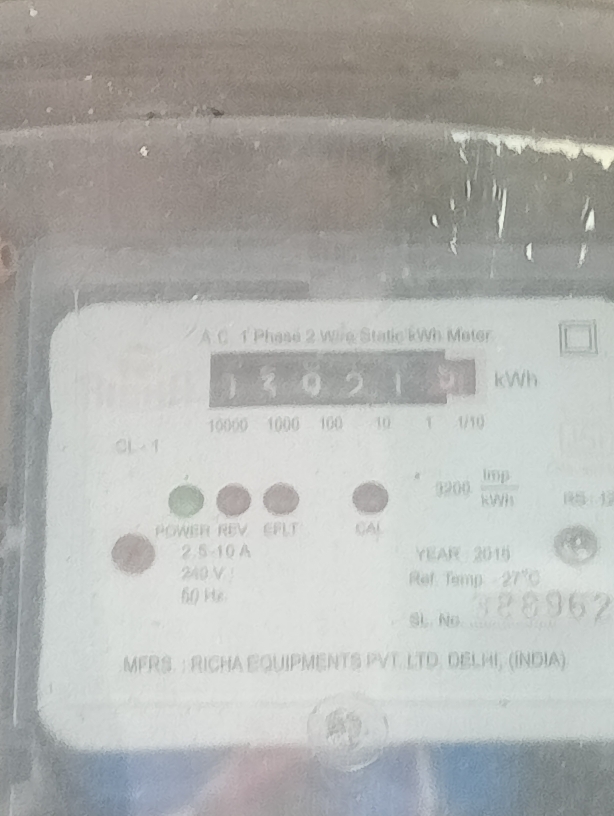 A.C. 1 Phase 2 Wire Static kWh Meter
kWh
10000 1000 100 10 1 1/10
CL - 1
3200 Imp/kWh
POWER REV EFLT CAL
2.5-10 A
240 V
50 Hz
YEAR 2015
Ref. Temp. 27°C
SL. No.
MFRS. : RICHA EQUIPMENTS PVT. LTD. DELHI, (INDIA)